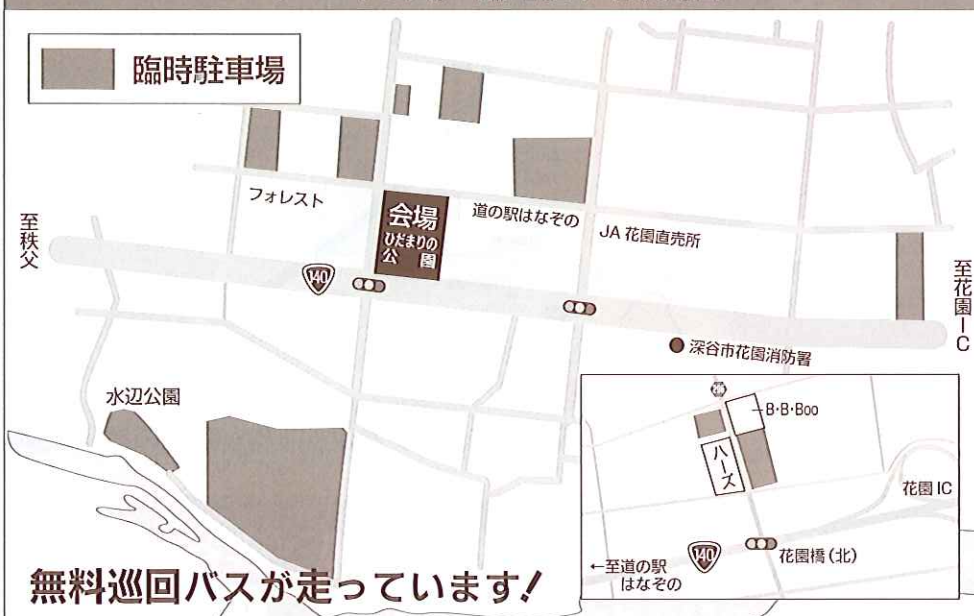 臨時駐車場
フォレスト
会場
ひだまりの
公園
道の駅はなぞの
JA 花園直売所
至秩父
140
至花園IC
深谷市花園消防署
水辺公園
B・B・Boo
ハーズ
花園IC
140
花園橋(北)
←至道の駅
はなぞの
無料巡回バスが走っています!